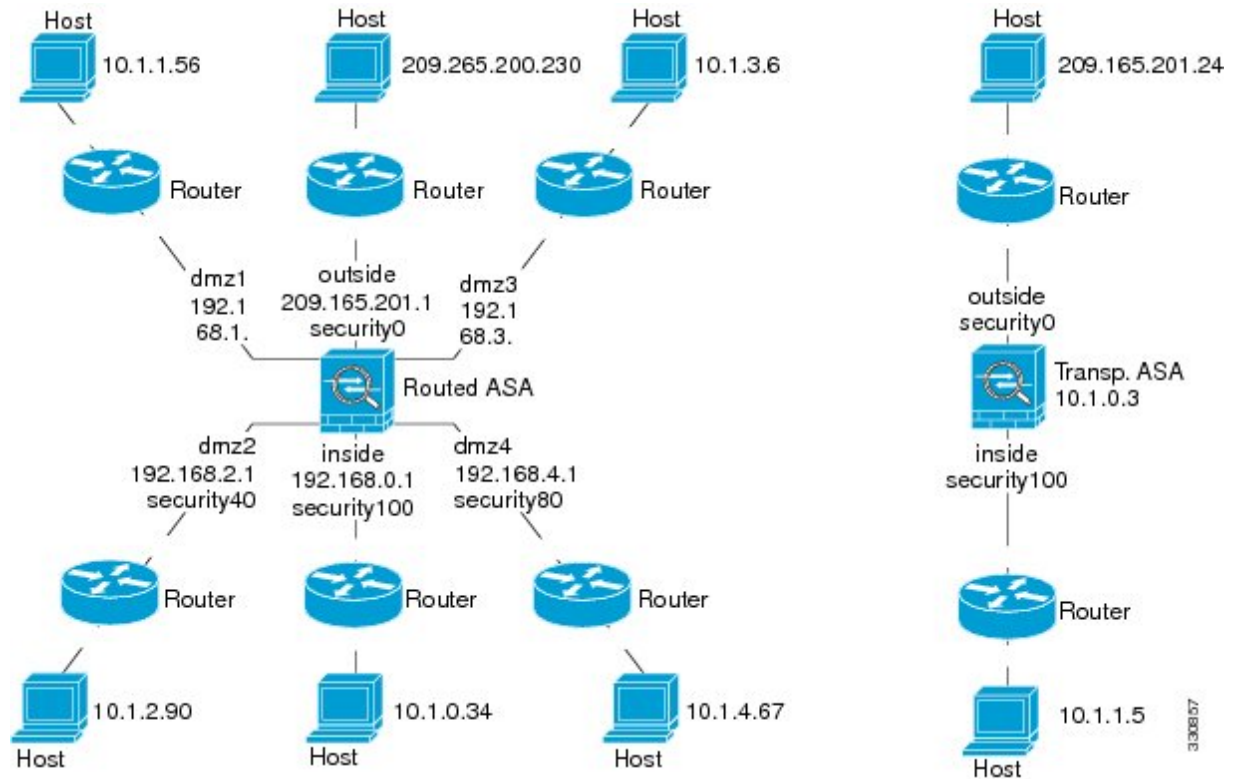 Host
10.1.1.56
Host
209.265.200.230
Host
10.1.3.6
Host
209.165.201.24
Router
Router
Router
Router
dmz1
192.1
68.1.
outside
209.165.201.1
security0
dmz3
192.1
68.3.
outside
security0
Routed ASA
Transp. ASA
10.1.0.3
dmz2
192.168.2.1
security40
inside
192.168.0.1
security100
dmz4
192.168.4.1
security80
inside
security100
Router
Router
Router
Router
10.1.2.90
Host
10.1.0.34
Host
10.1.4.67
Host
10.1.1.5
Host
330857